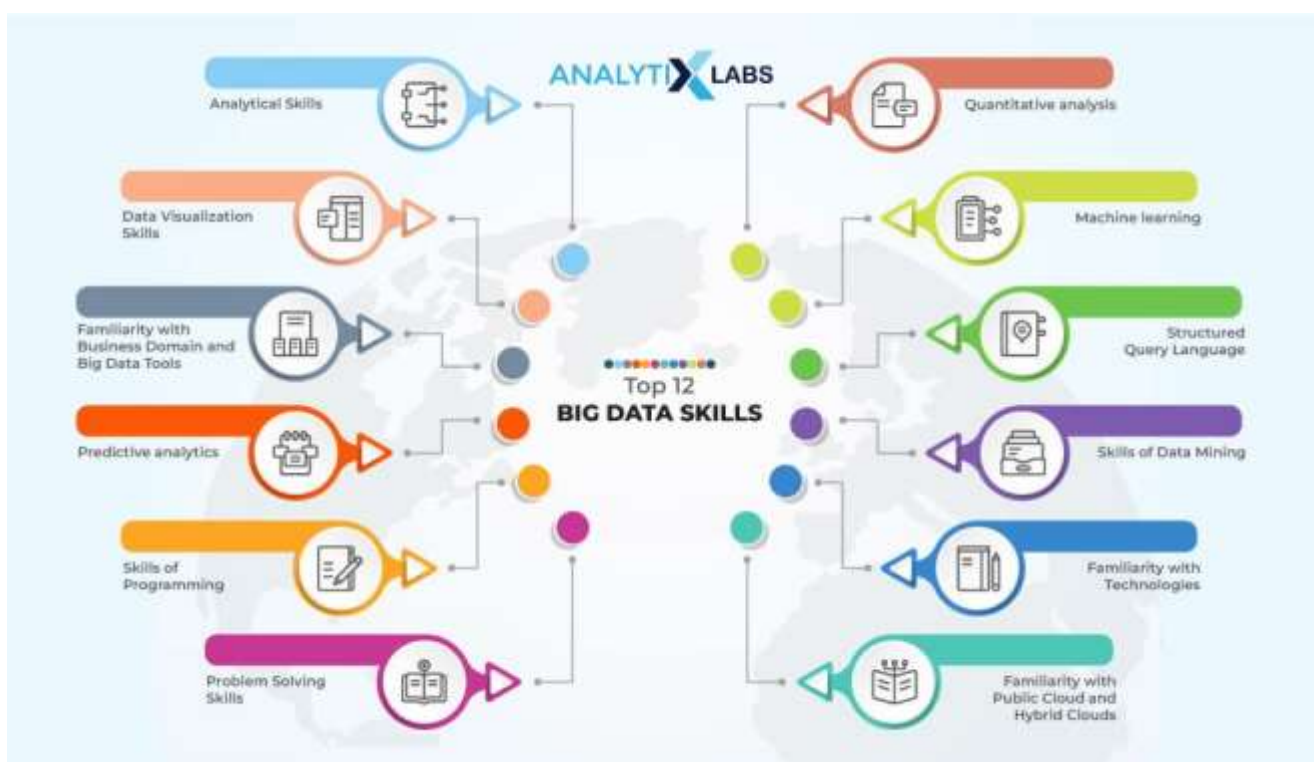 ANALYTIX LABS
Analytical Skills
Data Visualization
Skills
Familiarity with
Business Domain and
Big Data Tools
Predictive analytics
Skills of
Programming
Problem Solving
Skills
Top 12
BIG DATA SKILLS
Quantitative analysis
Machine learning
Structured
Query Language
Skills of Data Mining
Familiarity with
Technologies
Familiarity with
Public Cloud and
Hybrid Clouds